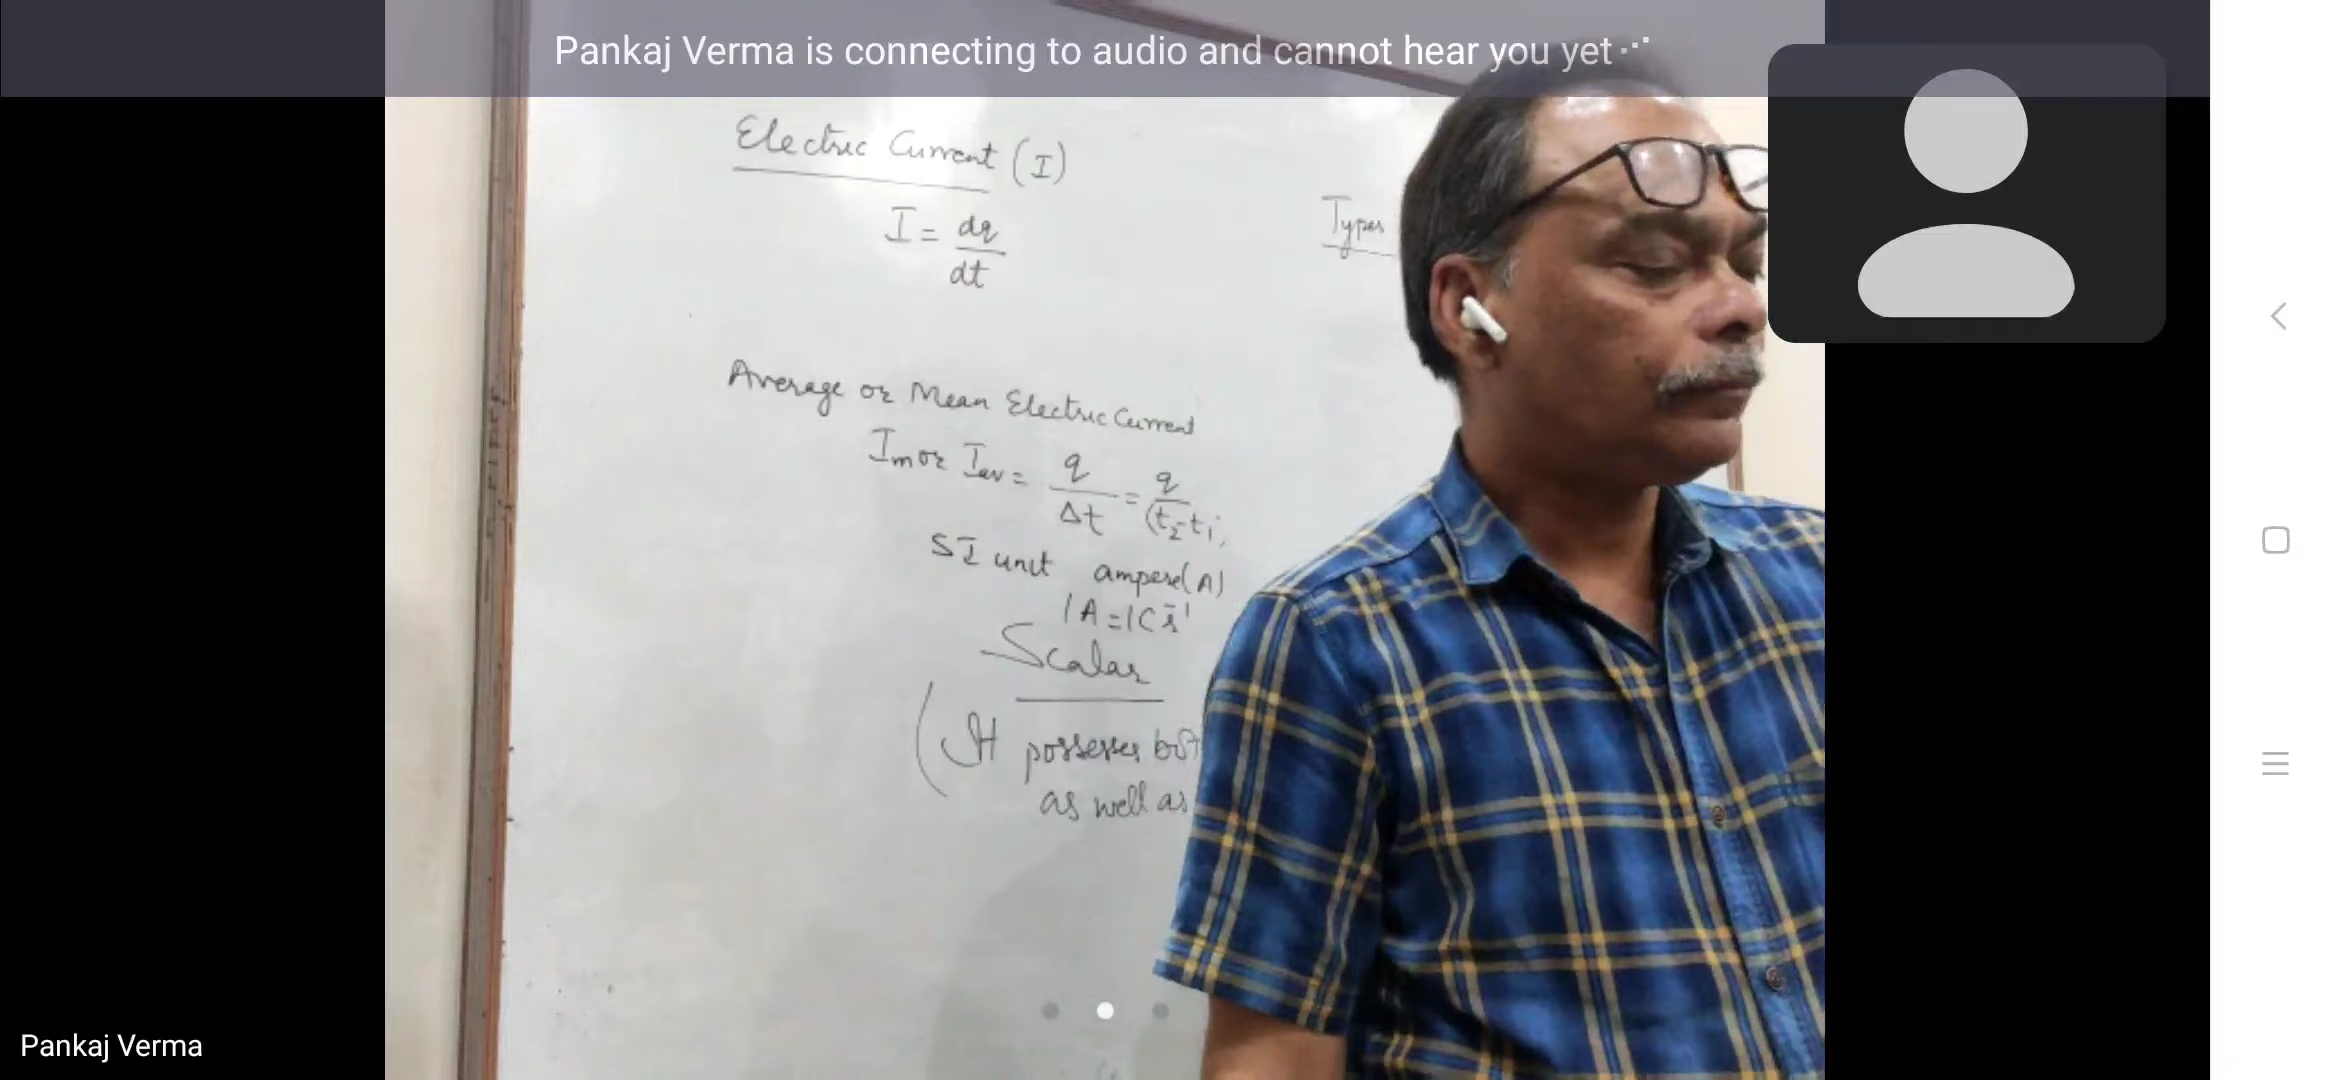 Pankaj Verma is connecting to audio and cannot hear you yet
Electric Current (I)
I = dq/dt
Types
Average or Mean Electric Current
Im or Iav = q/Δt = q/(t₂-t₁)
SI unit ampere(A)
1A=1Cs⁻¹
Scalar
(It possesses
as well as
Pankaj Verma